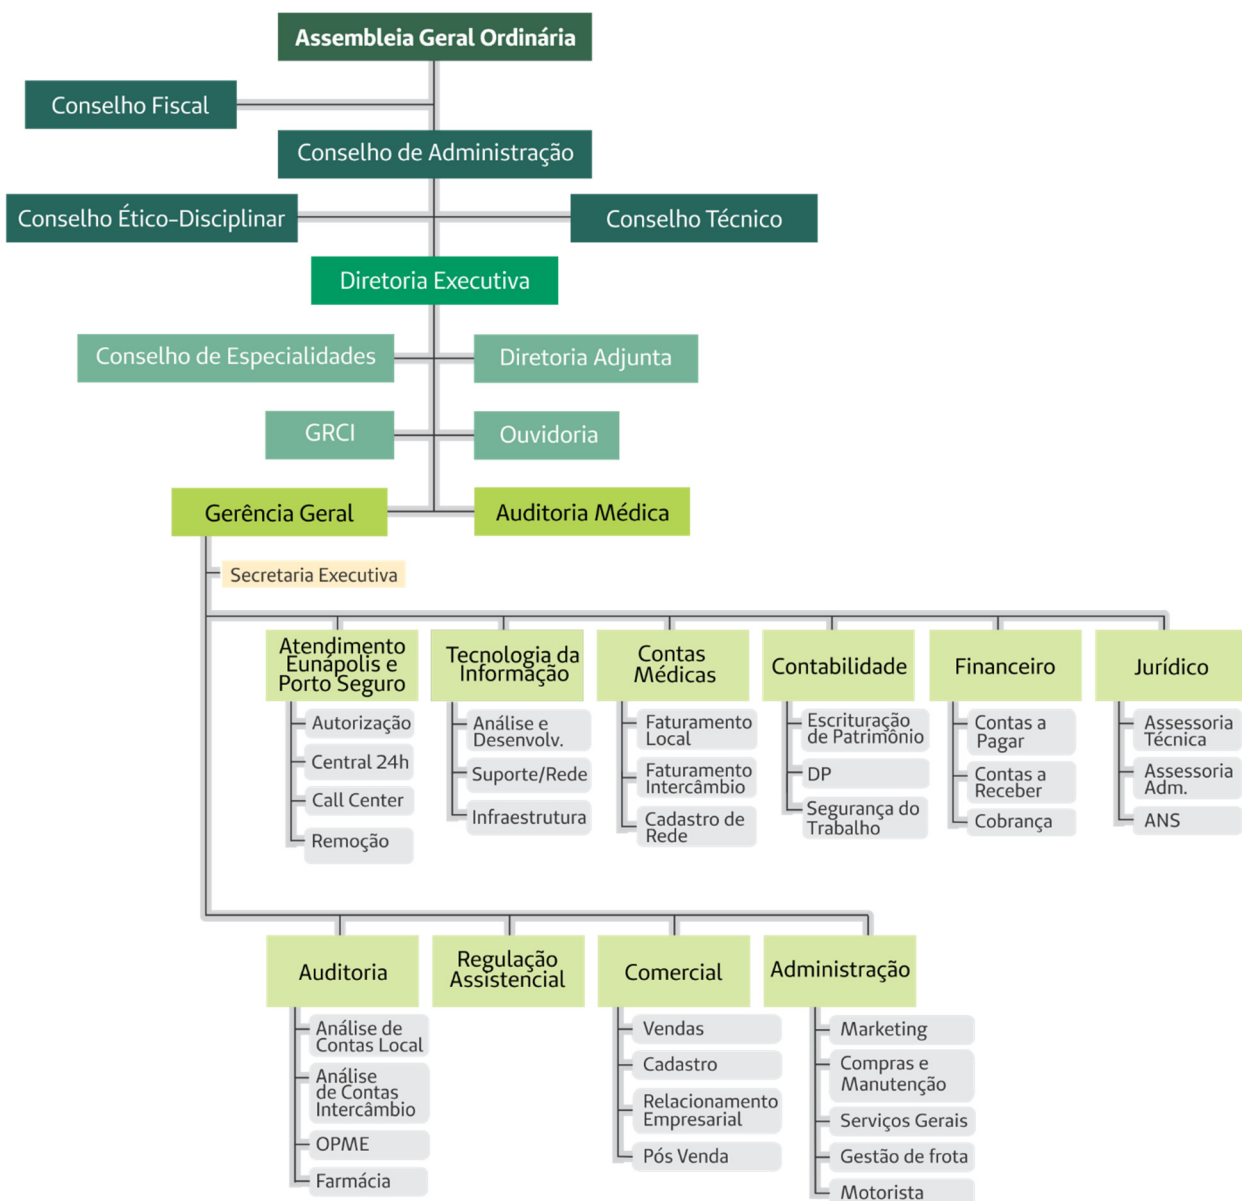 Assembleia Geral Ordinária
Conselho Fiscal
Conselho de Administração
Conselho Ético-Disciplinar
Conselho Técnico
Diretoria Executiva
Conselho de Especialidades
Diretoria Adjunta
GRCI
Ouvidoria
Gerência Geral
Auditoria Médica
Secretaria Executiva
Atendimento
Eunápolis e
Porto Seguro
Autorização
Central 24h
Call Center
Remoção
Tecnologia da
Informação
Análise e
Desenvolv.
Suporte/Rede
Infraestrutura
Contas
Médicas
Faturamento
Local
Faturamento
Intercâmbio
Cadastro de
Rede
Contabilidade
Escrituração
de Patrimônio
DP
Segurança do
Trabalho
Financeiro
Contas a
Pagar
Contas a
Receber
Cobrança
Jurídico
Assessoria
Técnica
Assessoria
Adm.
ANS
Auditoria
Análise de
Contas Local
Análise
de Contas
Intercâmbio
OPME
Farmácia
Regulação
Assistencial
Comercial
Vendas
Cadastro
Relacionamento
Empresarial
Pós Venda
Administração
Marketing
Compras e
Manutenção
Serviços Gerais
Gestão de frota
Motorista